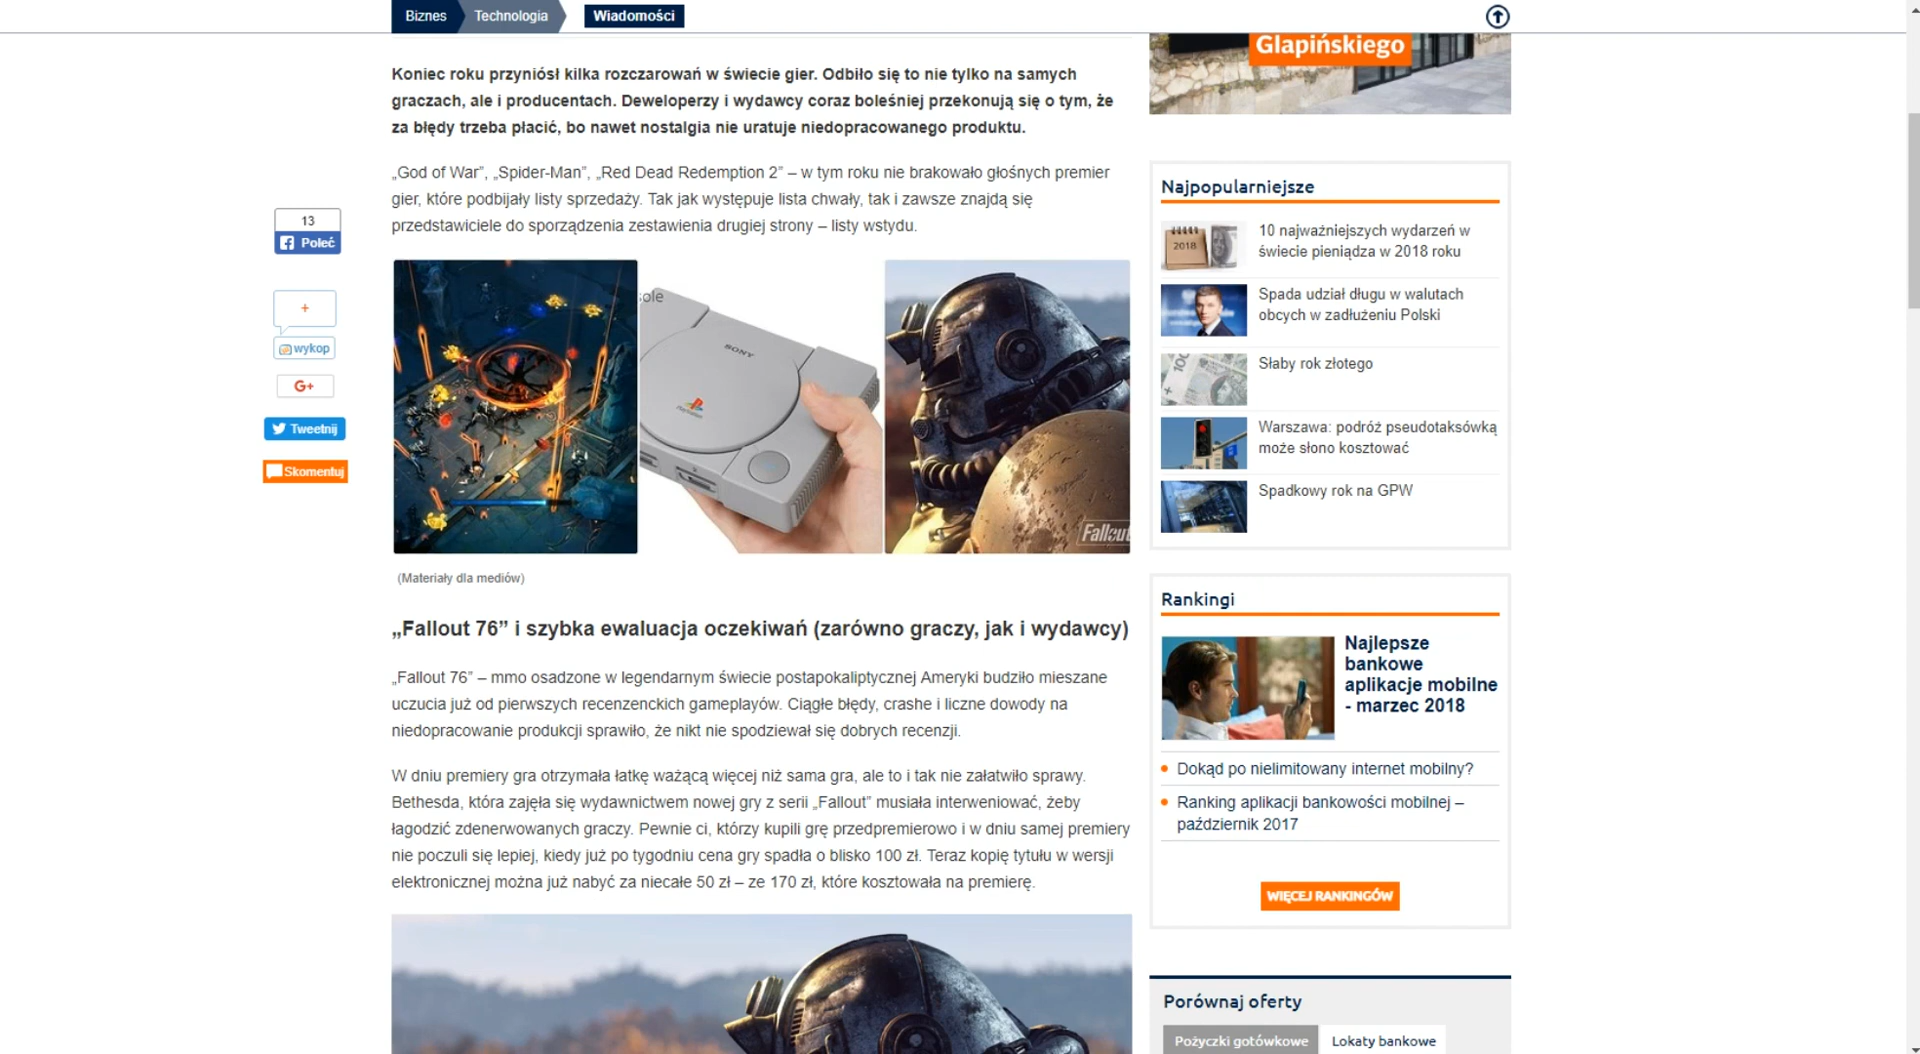 Biznes
Technologia
Wiadomości
Glapińskiego
Koniec roku przyniósł kilka rozczarowań w świecie gier. Odbiło się to nie tylko na samych
graczach, ale i producentach. Deweloperzy i wydawcy coraz boleśniej przekonują się o tym, że
za błędy trzeba płacić, bo nawet nostalgia nie uratuje niedopracowanego produktu.
„God of War”, „Spider-Man”, „Red Dead Redemption 2” – w tym roku nie brakowało głośnych premier
gier, które podbijały listy sprzedaży. Tak jak występuje lista chwały, tak i zawsze znajdą się
przedstawiciele do sporządzenia zestawienia drugiej strony – listy wstydu.
13
Poleć
+
wykop
G+
Tweetnij
Skomentuj
sole
SONY
PlayStation
Fallout
(Materiały dla mediów)
„Fallout 76” i szybka ewaluacja oczekiwań (zarówno graczy, jak i wydawcy)
„Fallout 76” – mmo osadzone w legendarnym świecie postapokaliptycznej Ameryki budziło mieszane
uczucia już od pierwszych recenzenckich gameplayów. Ciągłe błędy, crashe i liczne dowody na
niedopracowanie produkcji sprawiło, że nikt nie spodziewał się dobrych recenzji.
W dniu premiery gra otrzymała łatkę ważącą więcej niż sama gra, ale to i tak nie załatwiło sprawy.
Bethesda, która zajęła się wydawnictwem nowej gry z serii „Fallout” musiała interweniować, żeby
łagodzić zdenerwowanych graczy. Pewnie ci, którzy kupili grę przedpremierowo i w dniu samej premiery
nie poczuli się lepiej, kiedy już po tygodniu cena gry spadła o blisko 100 zł. Teraz kopię tytułu w wersji
elektronicznej można już nabyć za niecałe 50 zł – ze 170 zł, które kosztowała na premierę.
Najpopularniejsze
2018
10 najważniejszych wydarzeń w
świecie pieniądza w 2018 roku
Spada udział długu w walutach
obcych w zadłużeniu Polski
100
Słaby rok złotego
Warszawa: podróż pseudotaksówką
może słono kosztować
Spadkowy rok na GPW
Rankingi
Najlepsze
bankowe
aplikacje mobilne
- marzec 2018
Dokąd po nielimitowany internet mobilny?
Ranking aplikacji bankowości mobilnej –
październik 2017
WIĘCEJ RANKINGÓW
Porównaj oferty
Pożyczki gotówkowe
Lokaty bankowe